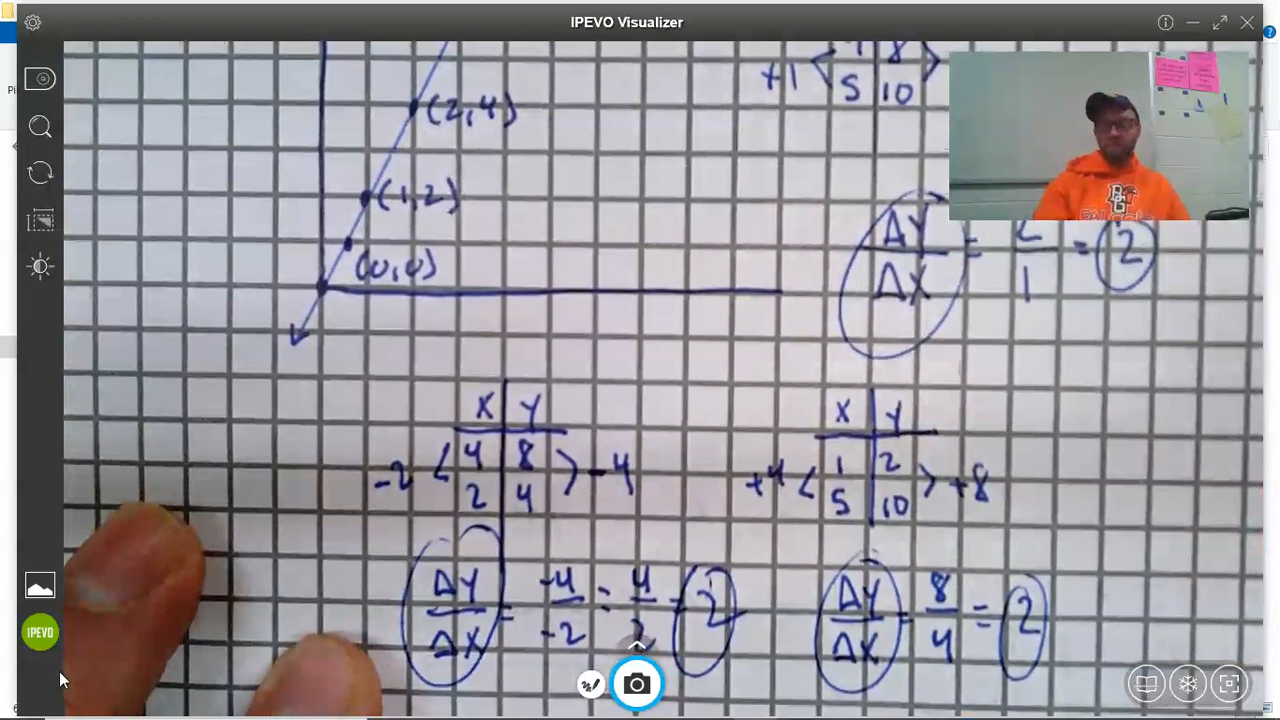 IPEVO Visualizer
(2,4)
(1,2)
(0,0)
+1 5 10
ΔY/ΔX = /1 = 2
X Y
4 8
2 4
-2 -4
ΔY/ΔX = -4/-2 = 4/2 = 2
X Y
1 2
5 10
+4 +8
ΔY/ΔX = 8/4 = 2
BG
IPEVO